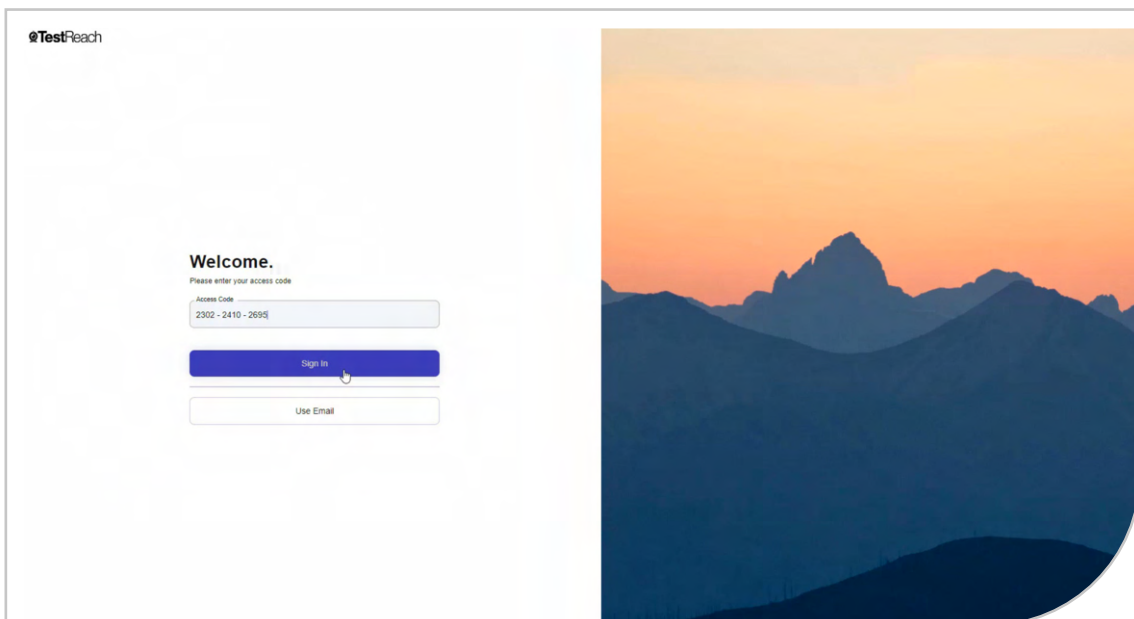 TestReach
Welcome.
Please enter your access code
Access Code
2302 - 2410 - 2695
Sign In
Use Email